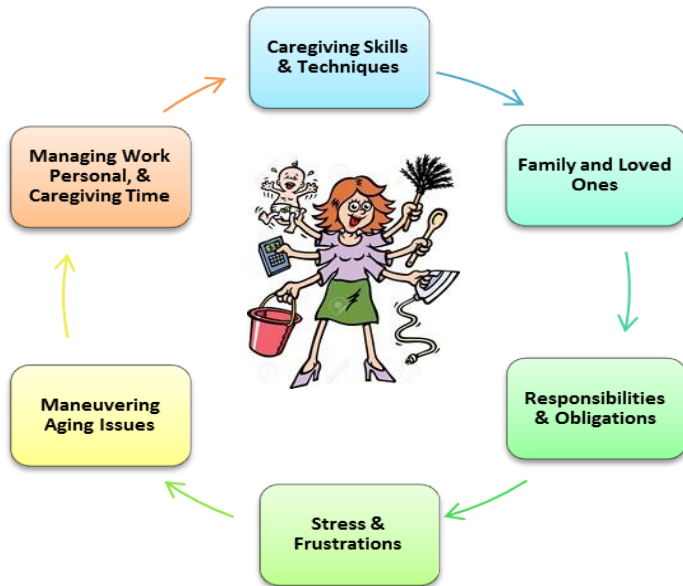 Caregiving Skills
& Techniques
Family and Loved
Ones
Responsibilities
& Obligations
Stress &
Frustrations
Maneuvering
Aging Issues
Managing Work
Personal, &
Caregiving Time